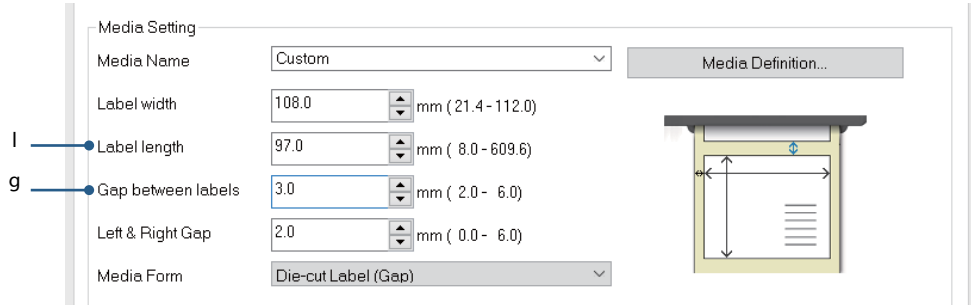 Media Setting
Media Name Custom Media Definition...
Label width 108.0 mm ( 21.4 - 112.0)
l Label length 97.0 mm ( 8.0 - 609.6)
g Gap between labels 3.0 mm ( 2.0 - 6.0)
Left & Right Gap 2.0 mm ( 0.0 - 6.0)
Media Form Die-cut Label (Gap)